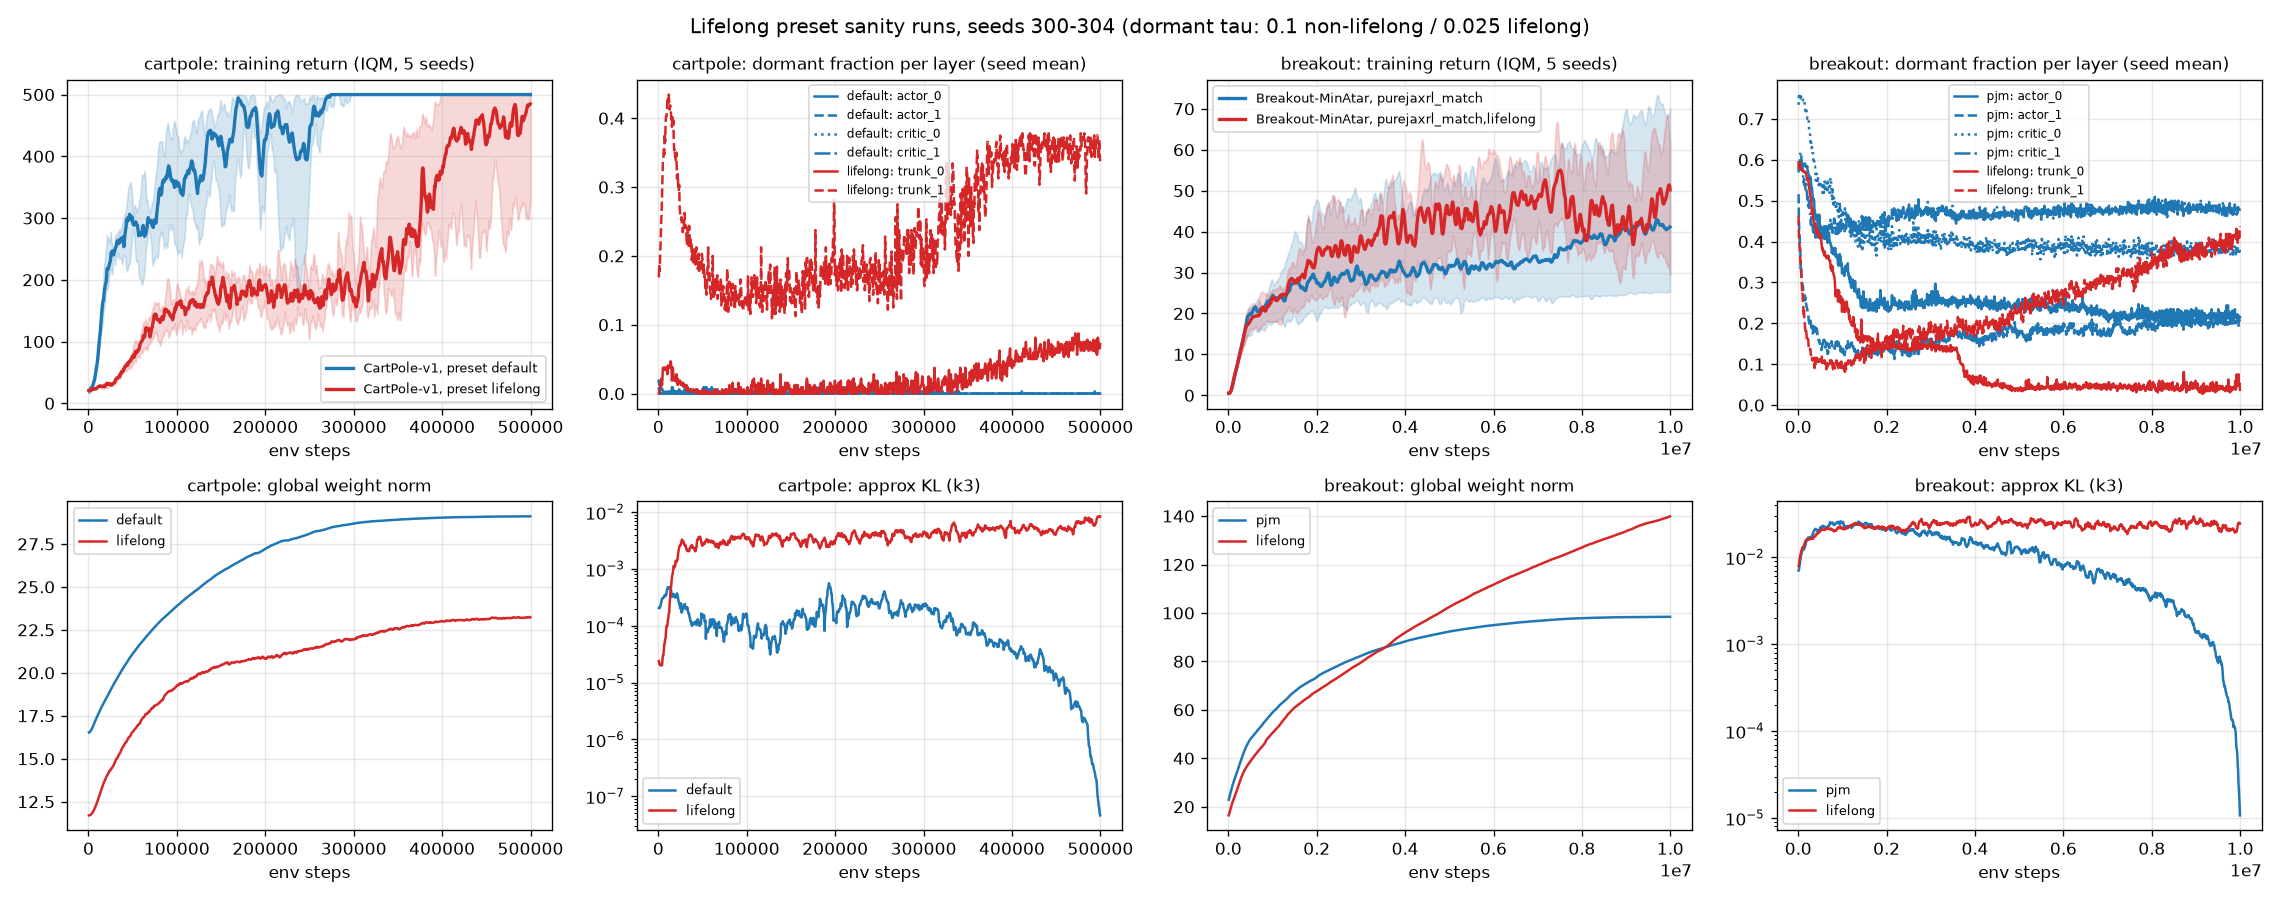 Lifelong preset sanity runs, seeds 300-304 (dormant tau: 0.1 non-lifelong / 0.025 lifelong)
cartpole: training return (IQM, 5 seeds)
500
400
300
200
100
0
CartPole-v1, preset default
CartPole-v1, preset lifelong
0 100000 200000 300000 400000 500000
env steps
cartpole: dormant fraction per layer (seed mean)
0.4
0.3
0.2
0.1
0.0
default: actor_0
default: actor_1
default: critic_0
default: critic_1
lifelong: trunk_0
lifelong: trunk_1
0 100000 200000 300000 400000 500000
env steps
breakout: training return (IQM, 5 seeds)
70
60
50
40
30
20
10
0
Breakout-MinAtar, purejaxrl_match
Breakout-MinAtar, purejaxrl_match,lifelong
0.0 0.2 0.4 0.6 0.8 1.0
1e7
env steps
breakout: dormant fraction per layer (seed mean)
0.7
0.6
0.5
0.4
0.3
0.2
0.1
0.0
pjm: actor_0
pjm: actor_1
pjm: critic_0
pjm: critic_1
lifelong: trunk_0
lifelong: trunk_1
0.0 0.2 0.4 0.6 0.8 1.0
1e7
env steps
cartpole: global weight norm
27.5
25.0
22.5
20.0
17.5
15.0
12.5
default
lifelong
0 100000 200000 300000 400000 500000
env steps
cartpole: approx KL (k3)
10⁻²
10⁻³
10⁻⁴
10⁻⁵
10⁻⁶
10⁻⁷
default
lifelong
0 100000 200000 300000 400000 500000
env steps
breakout: global weight norm
140
120
100
80
60
40
20
pjm
lifelong
0.0 0.2 0.4 0.6 0.8 1.0
1e7
env steps
breakout: approx KL (k3)
10⁻²
10⁻³
10⁻⁴
10⁻⁵
pjm
lifelong
0.0 0.2 0.4 0.6 0.8 1.0
1e7
env steps